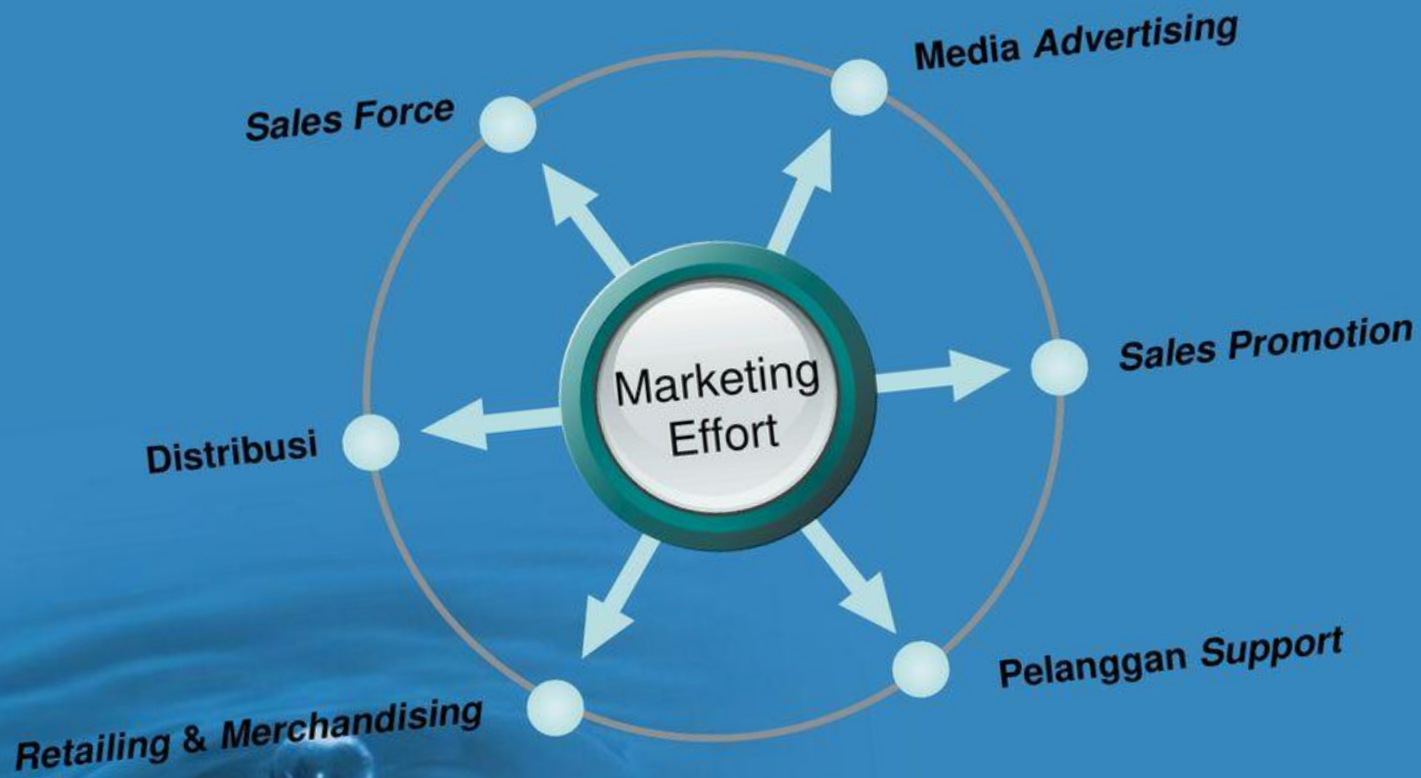 Media Advertising
Sales Force
Sales Promotion
Marketing
Effort
Distribusi
Pelanggan Support
Retailing & Merchandising